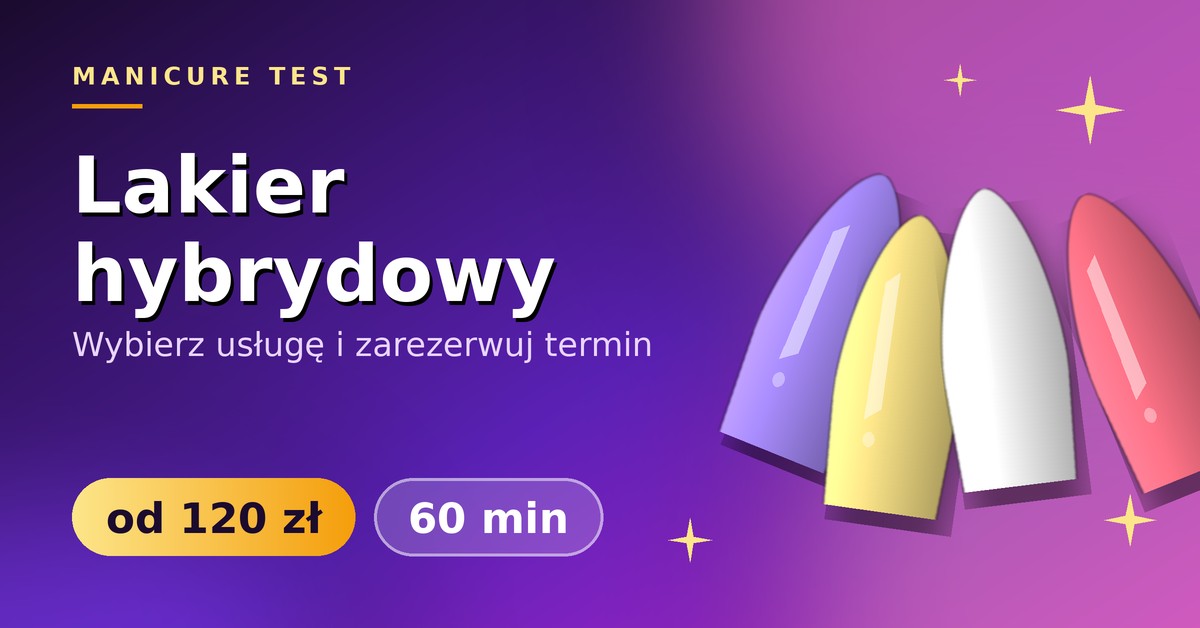 MANICURE TEST
Lakier
hybrydowy
Wybierz usługę i zarezerwuj termin
od 120 zł
60 min